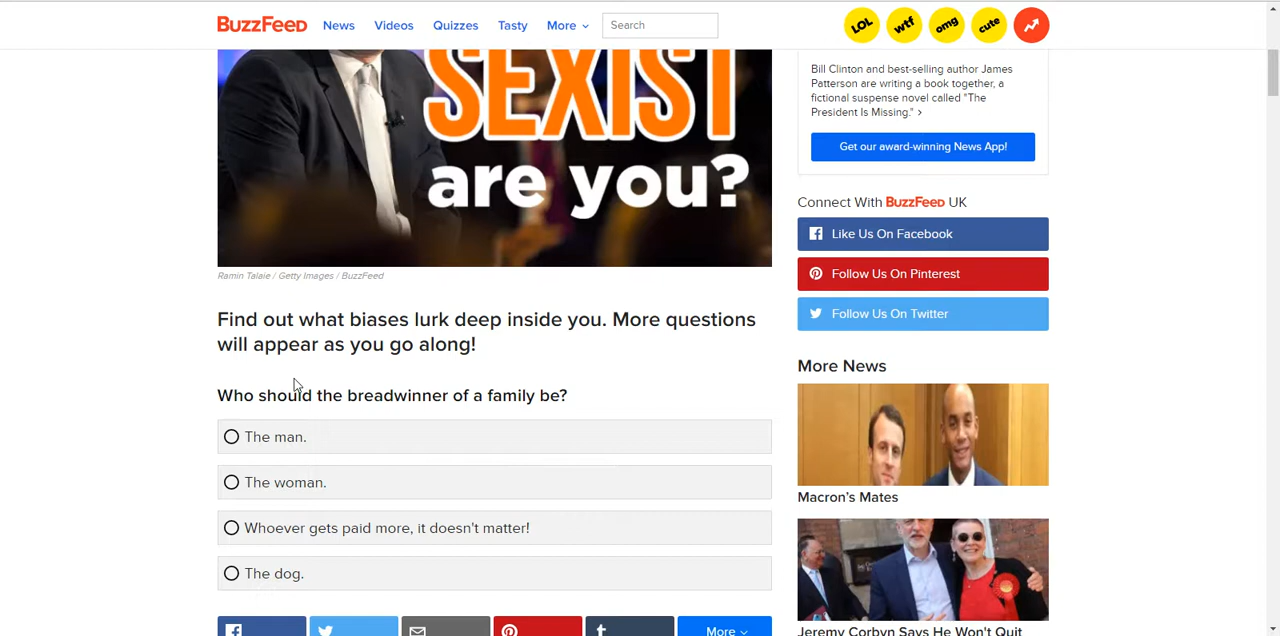 BuzzFeed News Videos Quizzes Tasty More Search LOL wtf omg cute
SEXIST
are you?
Ramin Talaie / Getty Images / BuzzFeed
Find out what biases lurk deep inside you. More questions
will appear as you go along!
Who should the breadwinner of a family be?
The man.
The woman.
Whoever gets paid more, it doesn't matter!
The dog.
More
Bill Clinton and best-selling author James
Patterson are writing a book together, a
fictional suspense novel called "The
President Is Missing." >
Get our award-winning News App!
Connect With BuzzFeed UK
Like Us On Facebook
Follow Us On Pinterest
Follow Us On Twitter
More News
Macron's Mates
Jeremy Corbyn Says He Won't Quit